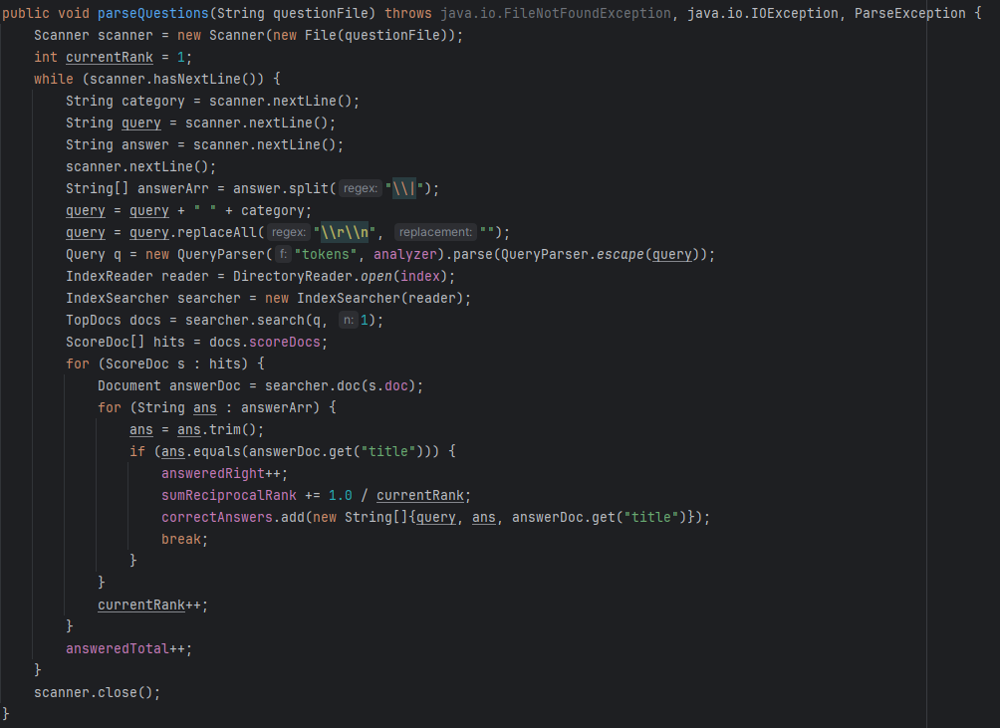 public void parseQuestions(String questionFile) throws java.io.FileNotFoundException, java.io.IOException, ParseException {
    Scanner scanner = new Scanner(new File(questionFile));
    int currentRank = 1;
    while (scanner.hasNextLine()) {
        String category = scanner.nextLine();
        String query = scanner.nextLine();
        String answer = scanner.nextLine();
        scanner.nextLine();
        String[] answerArr = answer.split( regex: "\\|");
        query = query + " " + category;
        query = query.replaceAll( regex: "\\r\\n", replacement: "");
        Query q = new QueryParser( f: "tokens", analyzer).parse(QueryParser.escape(query));
        IndexReader reader = DirectoryReader.open(index);
        IndexSearcher searcher = new IndexSearcher(reader);
        TopDocs docs = searcher.search(q, n: 1);
        ScoreDoc[] hits = docs.scoreDocs;
        for (ScoreDoc s : hits) {
            Document answerDoc = searcher.doc(s.doc);
            for (String ans : answerArr) {
                ans = ans.trim();
                if (ans.equals(answerDoc.get("title"))) {
                    answeredRight++;
                    sumReciprocalRank += 1.0 / currentRank;
                    correctAnswers.add(new String[]{query, ans, answerDoc.get("title")});
                    break;
                }
            }
            currentRank++;
        }
        answeredTotal++;
    }
    scanner.close();
}